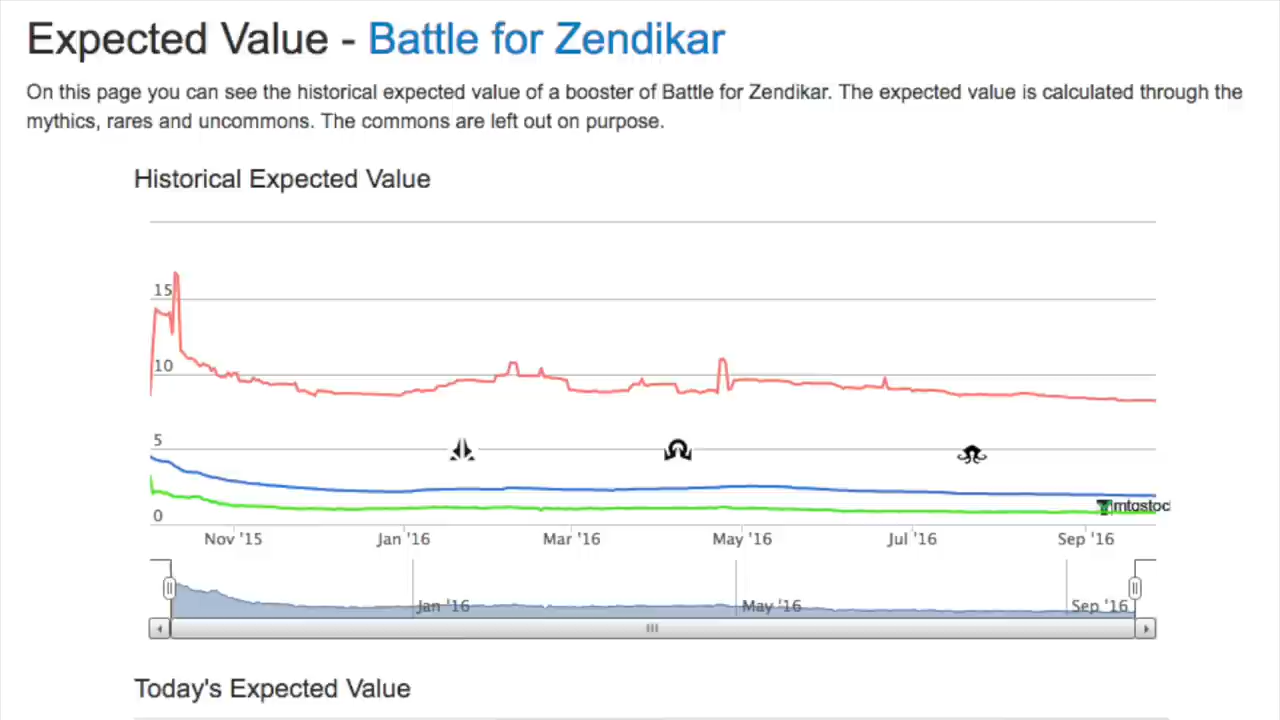 Expected Value - Battle for Zendikar
On this page you can see the historical expected value of a booster of Battle for Zendikar. The expected value is calculated through the
mythics, rares and uncommons. The commons are left out on purpose.
Historical Expected Value
15
10
5
0
mtgstoc
Nov '15 Jan '16 Mar '16 May '16 Jul '16 Sep '16
Jan '16 May '16 Sep '16
Today's Expected Value